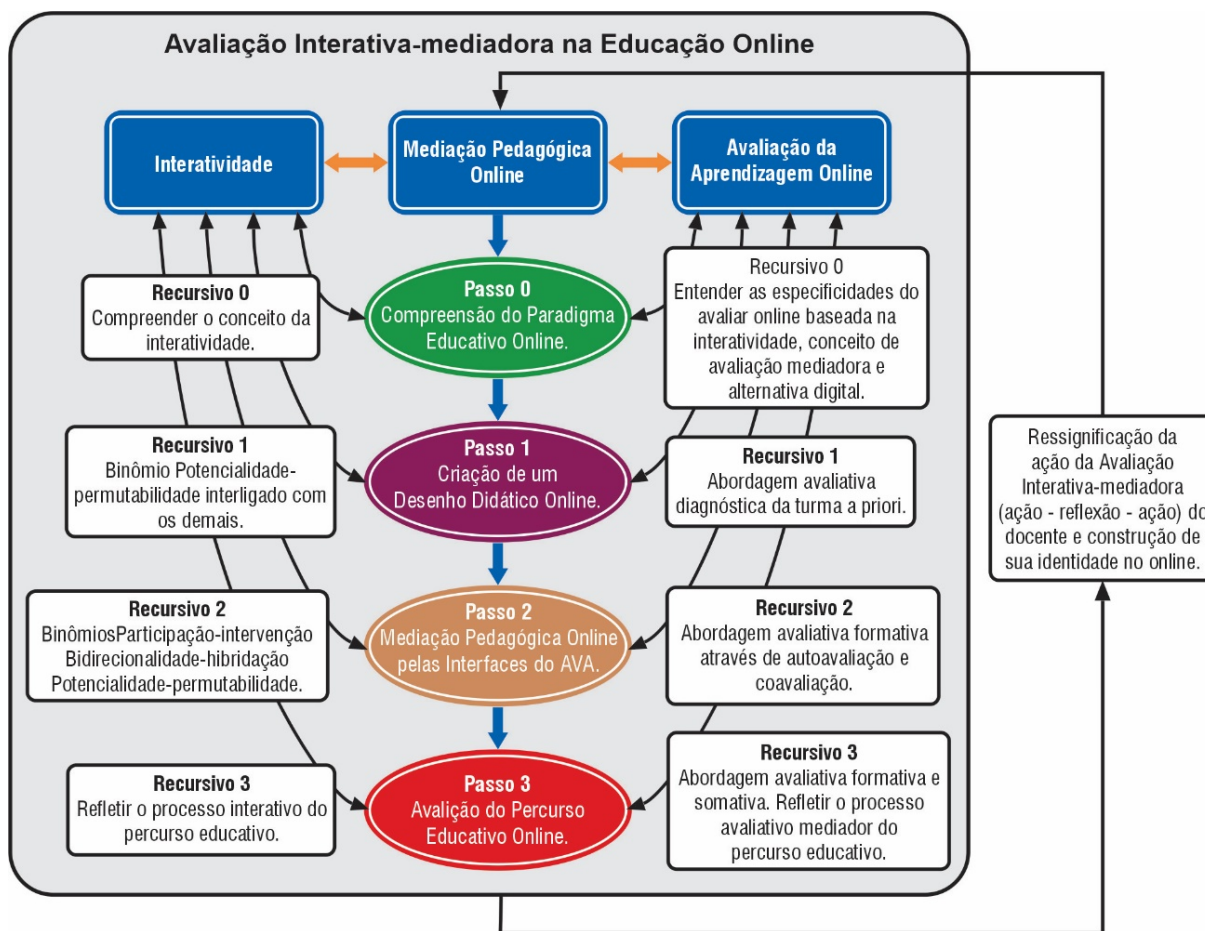 Avaliação Interativa-mediadora na Educação Online
Interatividade
Mediação Pedagógica
Online
Avaliação da
Aprendizagem Online
Recursivo 0
Compreender o conceito da
interatividade.
Passo 0
Compreensão do Paradigma
Educativo Online.
Recursivo 0
Entender as especificidades do
avaliar online baseada na
interatividade, conceito de
avaliação mediadora e
alternativa digital.
Recursivo 1
Binômio Potencialidade-
permutabilidade interligado com
os demais.
Passo 1
Criação de um
Desenho Didático Online.
Recursivo 1
Abordagem avaliativa
diagnóstica da turma a priori.
Recursivo 2
BinômiosParticipação-intervenção
Bidirecionalidade-hibridação
Potencialidade-permutabilidade.
Passo 2
Mediação Pedagógica Online
pelas Interfaces do AVA.
Recursivo 2
Abordagem avaliativa formativa
através de autoavaliação e
coavaliação.
Recursivo 3
Refletir o processo interativo do
percurso educativo.
Passo 3
Avalição do Percurso
Educativo Online.
Recursivo 3
Abordagem avaliativa formativa e
somativa. Refletir o processo
avaliativo mediador do
percurso educativo.
Ressignificação da
ação da Avaliação
Interativa-mediadora
(ação - reflexão - ação) do
docente e construção de
sua identidade no online.